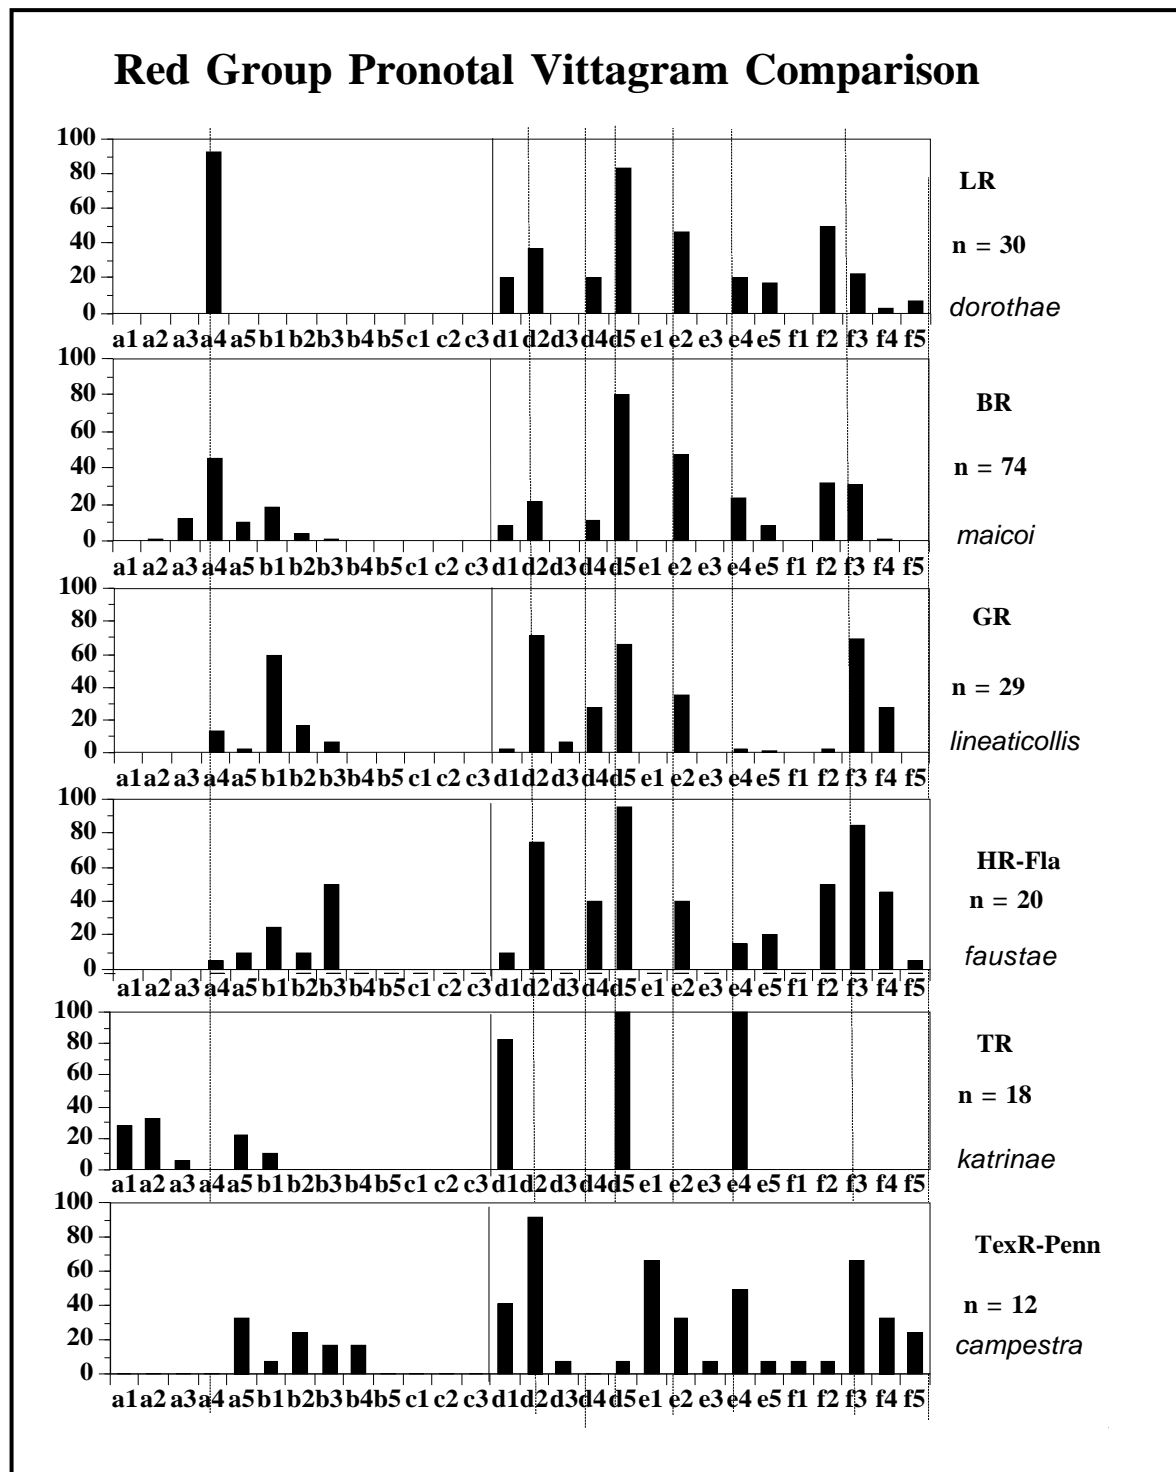 Red Group Pronotal Vittagram Comparison
100
80
60
40
20
0
a1 a2 a3 a4 a5 b1 b2 b3 b4 b5 c1 c2 c3 d1 d2 d3 d4 d5 e1 e2 e3 e4 e5 f1 f2 f3 f4 f5
LR
n = 30
dorothae
100
80
60
40
20
0
a1 a2 a3 a4 a5 b1 b2 b3 b4 b5 c1 c2 c3 d1 d2 d3 d4 d5 e1 e2 e3 e4 e5 f1 f2 f3 f4 f5
BR
n = 74
maicoi
100
80
60
40
20
0
a1 a2 a3 a4 a5 b1 b2 b3 b4 b5 c1 c2 c3 d1 d2 d3 d4 d5 e1 e2 e3 e4 e5 f1 f2 f3 f4 f5
GR
n = 29
lineaticollis
100
80
60
40
20
0
a1 a2 a3 a4 a5 b1 b2 b3 b4 b5 c1 c2 c3 d1 d2 d3 d4 d5 e1 e2 e3 e4 e5 f1 f2 f3 f4 f5
HR-Fla
n = 20
faustae
100
80
60
40
20
0
a1 a2 a3 a4 a5 b1 b2 b3 b4 b5 c1 c2 c3 d1 d2 d3 d4 d5 e1 e2 e3 e4 e5 f1 f2 f3 f4 f5
TR
n = 18
katrinae
100
80
60
40
20
0
a1 a2 a3 a4 a5 b1 b2 b3 b4 b5 c1 c2 c3 d1 d2 d3 d4 d5 e1 e2 e3 e4 e5 f1 f2 f3 f4 f5
TexR-Penn
n = 12
campestra